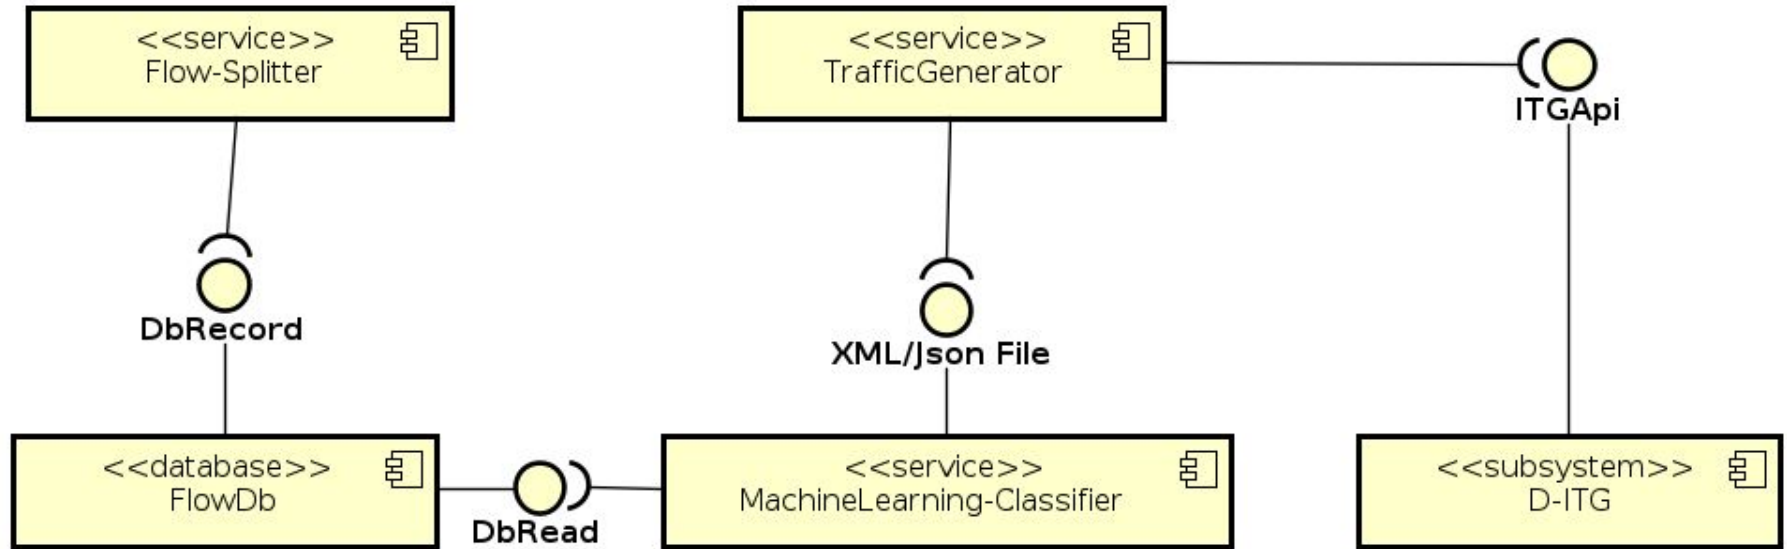 <<service>>
Flow-Splitter
<<service>>
TrafficGenerator
ITGApi
DbRecord
XML/Json File
<<database>>
FlowDb
DbRead
<<service>>
MachineLearning-Classifier
<<subsystem>>
D-ITG